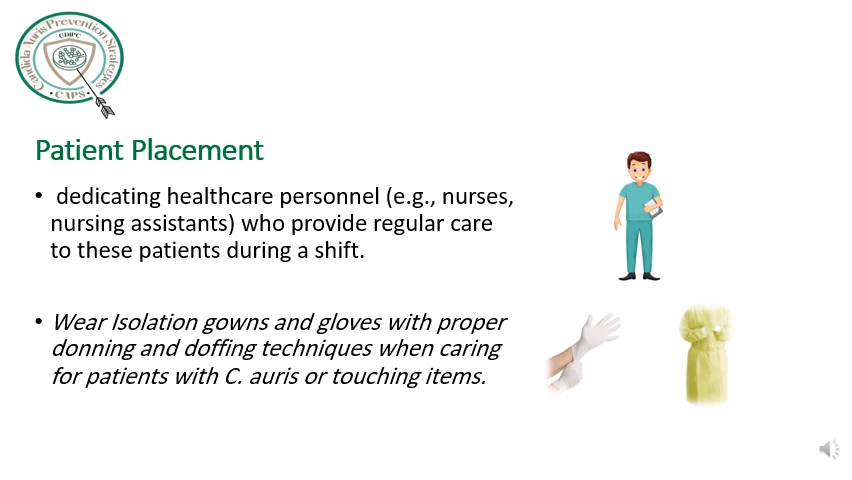 Candida Auris Prevention Strategies
GDIPC
• CAPS •
Patient Placement
• dedicating healthcare personnel (e.g., nurses,
nursing assistants) who provide regular care
to these patients during a shift.
• Wear Isolation gowns and gloves with proper
donning and doffing techniques when caring
for patients with C. auris or touching items.